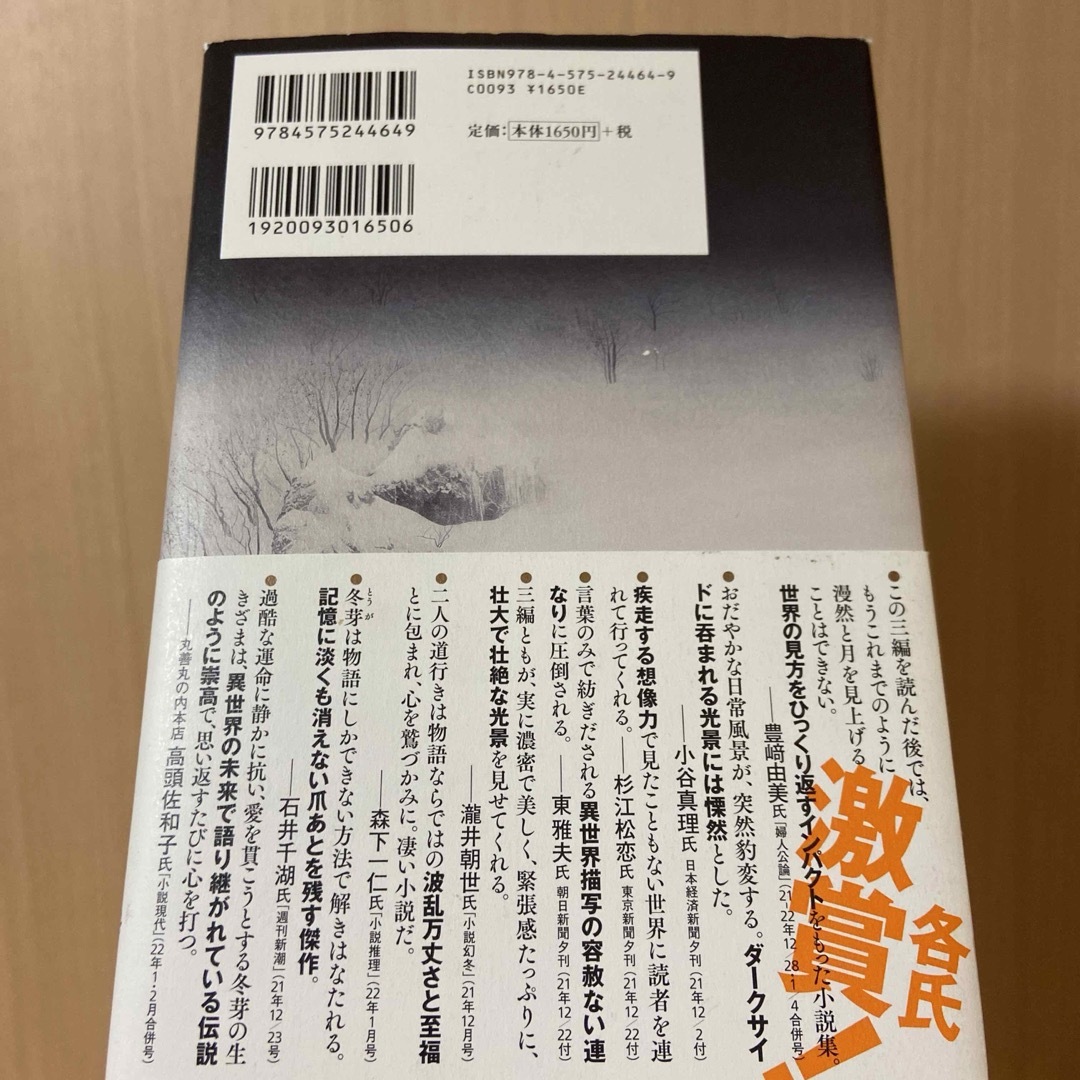 ISBN978-4-575-24464-9
C0093 ¥1650E
定価：本体1650円＋税
9784575244649
1920093016506
各氏
激賞！
●この三編を読んだ後では、
もうこれまでのように
漫然と月を見上げる
ことはできない。
世界の見方をひっくり返すインパクトをもった小説集。
──豊﨑由美氏「婦人公論」（21-22年12／28・1／4合併号）
●おだやかな日常風景が、突然豹変する。ダークサイ
ドに呑まれる光景には慄然とした。
──小谷真理氏 日本経済新聞夕刊（21年12／2付）
●疾走する想像力で見たこともない世界に読者を連
れて行ってくれる。──杉江松恋氏 東京新聞夕刊（21年12／22付）
●言葉のみで紡ぎだされる異世界描写の容赦ない連
なりに圧倒される。──東雅夫氏 朝日新聞夕刊（21年12／22付）
●三編ともが、実に濃密で美しく、緊張感たっぷりに、
壮大で壮絶な光景を見せてくれる。
──瀧井朝世氏「小説幻冬」（21年12月号）
●二人の道行きは物語ならではの波乱万丈さと至福
とに包まれ、心を鷲づかみに。凄い小説だ。
──森下一仁氏「小説推理」（22年1月号）
とうが
●冬芽は物語にしかできない方法で解きはなたれる。
記憶に淡くも消えない爪あとを残す傑作。
──石井千湖氏「週刊新潮」（21年12／23号）
●過酷な運命に静かに抗い、愛を貫こうとする冬芽の生
きざまは、異世界の未来で語り継がれている伝説
のように崇高で、思い返すたびに心を打つ。
──丸善丸の内本店 高頭佐和子氏「小説現代」（22年1・2月合併号）